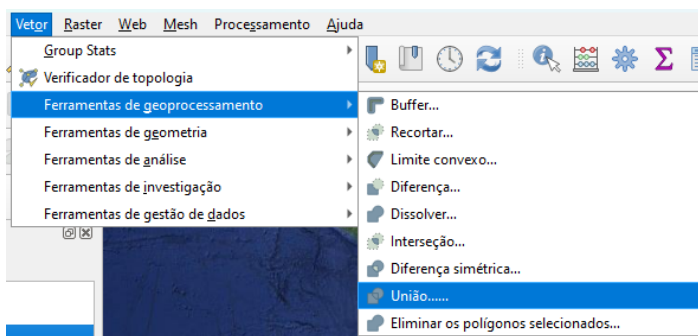 Vetor Raster Web Mesh Processamento Ajuda
Group Stats
Verificador de topologia
Ferramentas de geoprocessamento
Ferramentas de geometria
Ferramentas de análise
Ferramentas de investigação
Ferramentas de gestão de dados
Buffer...
Recortar...
Limite convexo...
Diferença...
Dissolver...
Interseção...
Diferença simétrica...
União......
Eliminar os polígonos selecionados...